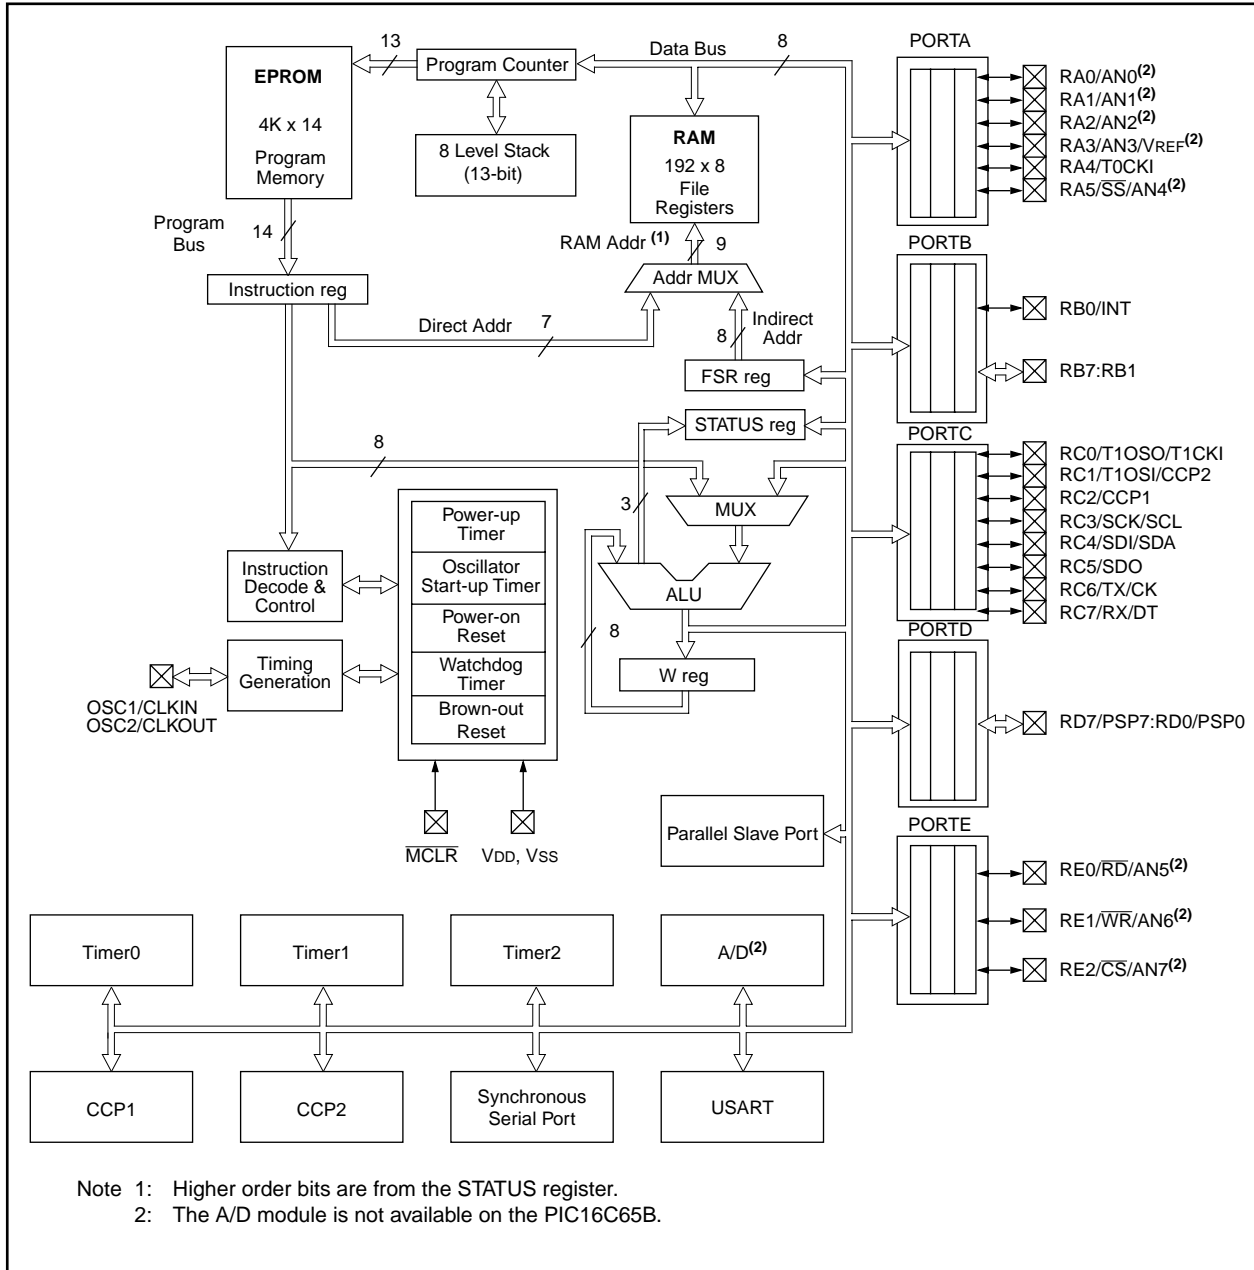 13
Program Counter
Data Bus
8
PORTA
EPROM
4K x 14
Program
Memory
8 Level Stack
(13-bit)
RAM
192 x 8
File
Registers
RA0/AN0(2)
RA1/AN1(2)
RA2/AN2(2)
RA3/AN3/VREF(2)
RA4/T0CKI
RA5/S̅S̅/AN4(2)
Program
Bus
14
RAM Addr (1)
9
PORTB
Instruction reg
Addr MUX
Direct Addr
7
8
Indirect
Addr
RB0/INT
RB7:RB1
FSR reg
STATUS reg
PORTC
8
3
MUX
RC0/T1OSO/T1CKI
RC1/T1OSI/CCP2
RC2/CCP1
RC3/SCK/SCL
RC4/SDI/SDA
RC5/SDO
RC6/TX/CK
RC7/RX/DT
Power-up
Timer
Oscillator
Start-up Timer
Power-on
Reset
Watchdog
Timer
Brown-out
Reset
Instruction
Decode &
Control
ALU
8
W reg
PORTD
Timing
Generation
OSC1/CLKIN
OSC2/CLKOUT
RD7/PSP7:RD0/PSP0
M̅C̅L̅R̅
VDD, VSS
Parallel Slave Port
PORTE
RE0/R̅D̅/AN5(2)
RE1/W̅R̅/AN6(2)
RE2/C̅S̅/AN7(2)
Timer0
Timer1
Timer2
A/D(2)
CCP1
CCP2
Synchronous
Serial Port
USART
Note 1: Higher order bits are from the STATUS register.
2: The A/D module is not available on the PIC16C65B.